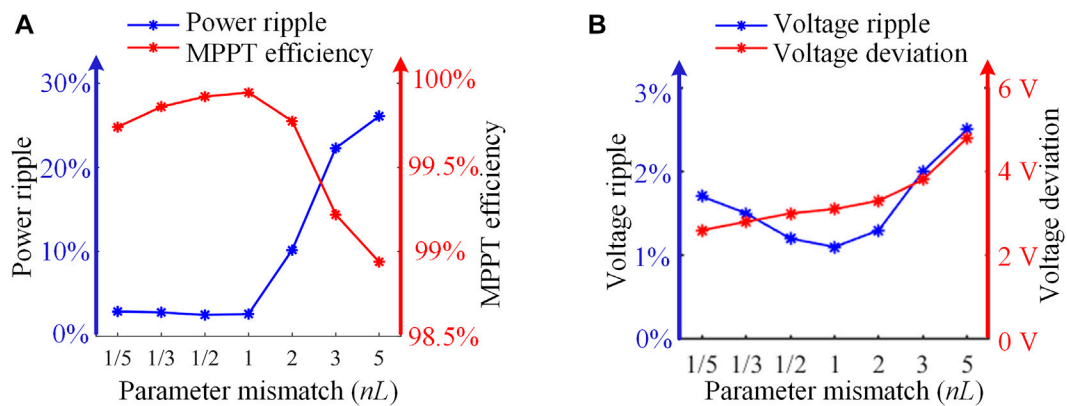 A
Power ripple
MPPT efficiency
30%
20%
10%
0%
Power ripple
100%
99.5%
99%
98.5%
MPPT efficiency
1/5 1/3 1/2 1 2 3 5
Parameter mismatch (nL)
B
Voltage ripple
Voltage deviation
3%
2%
1%
0%
Voltage ripple
6 V
4 V
2 V
0 V
Voltage deviation
1/5 1/3 1/2 1 2 3 5
Parameter mismatch (nL)